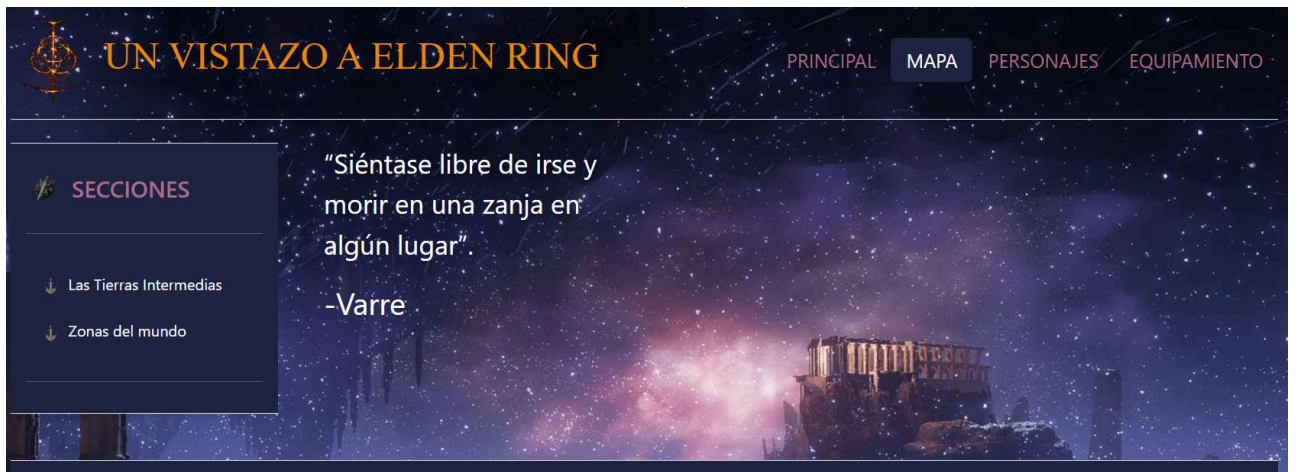 UN VISTAZO A ELDEN RING
PRINCIPAL
MAPA
PERSONAJES
EQUIPAMIENTO
SECCIONES
Las Tierras Intermedias
Zonas del mundo
“Siéntase libre de irse y
morir en una zanja en
algún lugar”.
-Varre